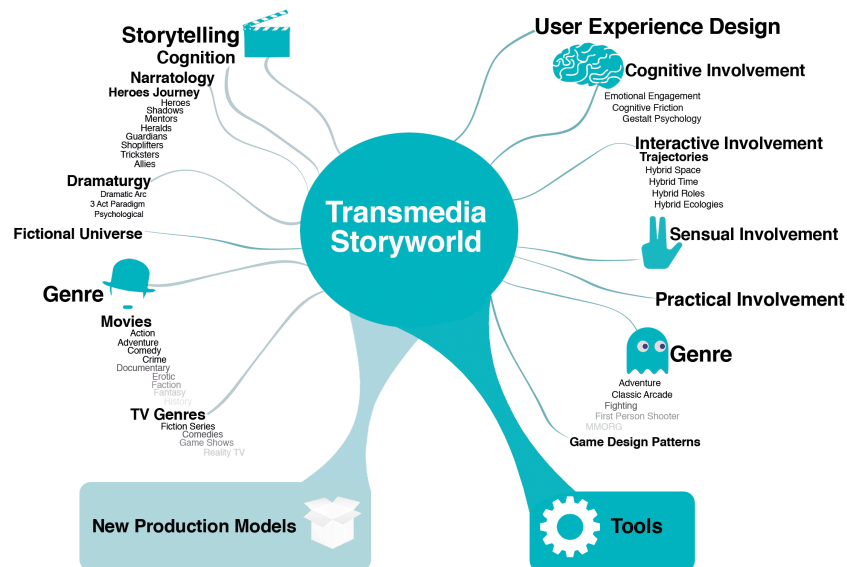 Storytelling
Cognition
Narratology
Heroes Journey
Heroes
Shadows
Mentors
Heralds
Guardians
Shoplifters
Tricksters
Allies
Dramaturgy
Dramatic Arc
3 Act Paradigm
Psychological
Fictional Universe
Genre
Movies
Action
Adventure
Comedy
Crime
Documentary
Erotic
Faction
Fantasy
History
TV Genres
Fiction Series
Comedies
Game Shows
Reality TV
Transmedia
Storyworld
User Experience Design
Cognitive Involvement
Emotional Engagement
Cognitive Friction
Gestalt Psychology
Interactive Involvement
Trajectories
Hybrid Space
Hybrid Time
Hybrid Roles
Hybrid Ecologies
Sensual Involvement
Practical Involvement
Genre
Adventure
Classic Arcade
Fighting
First Person Shooter
MMORG
Game Design Patterns
New Production Models
Tools